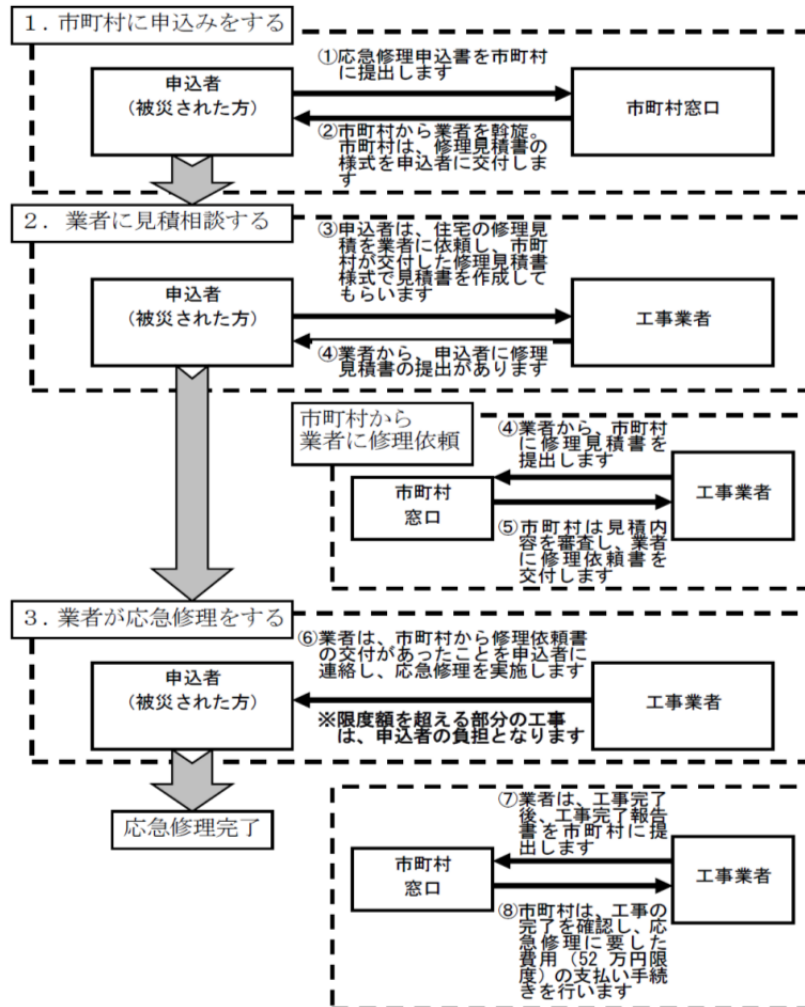 1. 市町村に申込みをする
申込者
(被災された方)
①応急修理申込書を市町村
に提出します
②市町村から業者を斡旋。
市町村は、修理見積書の
様式を申込者に交付しま
す
市町村窓口
2. 業者に見積相談する
申込者
(被災された方)
③申込者は、住宅の修理見
積を業者に依頼し、市町
村が交付した修理見積書
様式で見積書を作成して
もらいます
④業者から、申込者に修理
見積書の提出があります
工事業者
市町村から
業者に修理依頼
④業者から、市町村
に修理見積書を
提出します
市町村
窓口
工事業者
⑤市町村は見積内
容を審査し、業者
に修理依頼書を
交付します
3. 業者が応急修理をする
申込者
(被災された方)
⑥業者は、市町村から修理依頼書
の交付があったことを申込者に
連絡し、応急修理を実施します
※限度額を超える部分の工事
は、申込者の負担となります
工事業者
応急修理完了
⑦業者は、工事完了
後、工事完了報告
書を市町村に提
出します
市町村
窓口
工事業者
⑧市町村は、工事の
完了を確認し、応
急修理に要した
費用（52 万円限
度）の支払い手続
きを行います